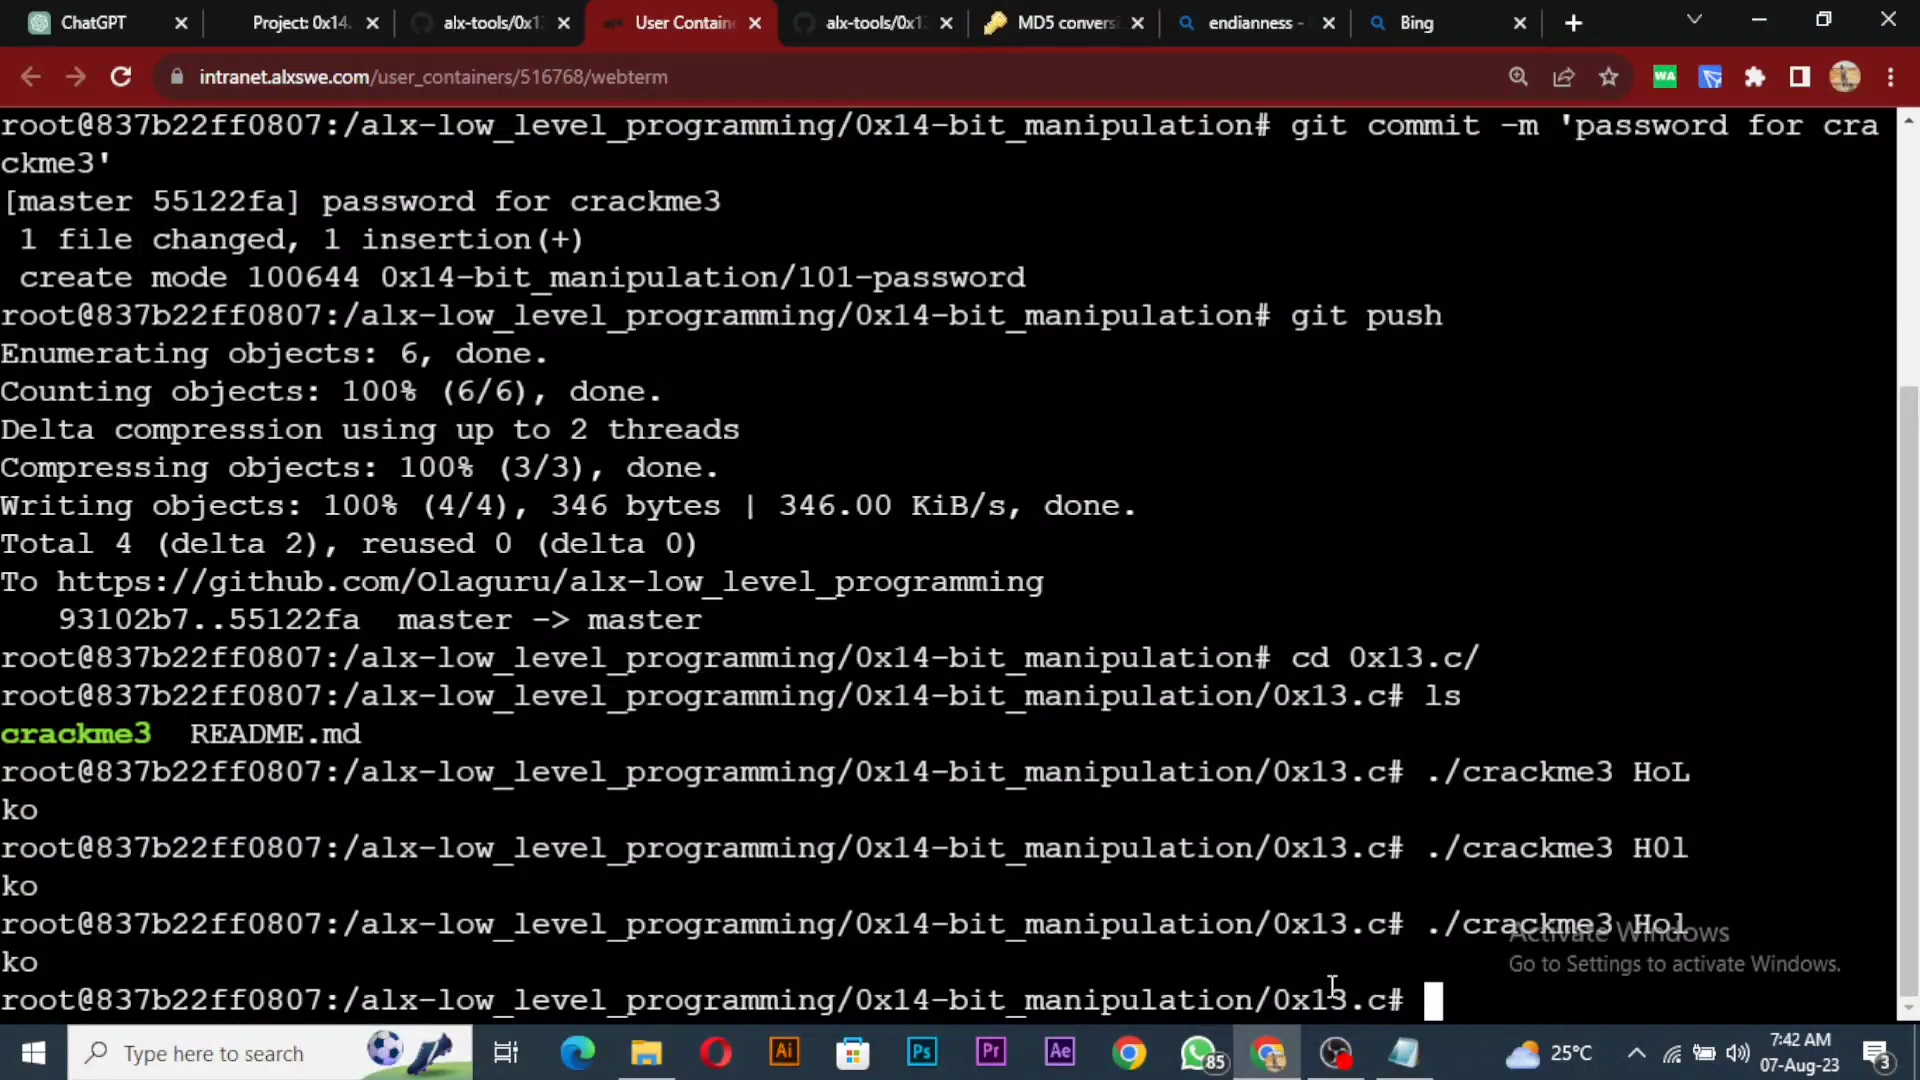 ChatGPT
Project: 0x14.
alx-tools/0x1
User Contain
alx-tools/0x1
MD5 convers
endianness -
Bing
intranet.alxswe.com/user_containers/516768/webterm
WA
root@837b22ff0807:/alx-low_level_programming/0x14-bit_manipulation# git commit -m 'password for cra
ckme3'
[master 55122fa] password for crackme3
1 file changed, 1 insertion(+)
create mode 100644 0x14-bit_manipulation/101-password
root@837b22ff0807:/alx-low_level_programming/0x14-bit_manipulation# git push
Enumerating objects: 6, done.
Counting objects: 100% (6/6), done.
Delta compression using up to 2 threads
Compressing objects: 100% (3/3), done.
Writing objects: 100% (4/4), 346 bytes | 346.00 KiB/s, done.
Total 4 (delta 2), reused 0 (delta 0)
To https://github.com/Olaguru/alx-low_level_programming
93102b7..55122fa  master -> master
root@837b22ff0807:/alx-low_level_programming/0x14-bit_manipulation# cd 0x13.c/
root@837b22ff0807:/alx-low_level_programming/0x14-bit_manipulation/0x13.c# ls
crackme3  README.md
root@837b22ff0807:/alx-low_level_programming/0x14-bit_manipulation/0x13.c# ./crackme3 HoL
ko
root@837b22ff0807:/alx-low_level_programming/0x14-bit_manipulation/0x13.c# ./crackme3 H0l
ko
root@837b22ff0807:/alx-low_level_programming/0x14-bit_manipulation/0x13.c# ./crackme3 Hol
ko
root@837b22ff0807:/alx-low_level_programming/0x14-bit_manipulation/0x13.c#
Activate Windows
Go to Settings to activate Windows.
Type here to search
Ai
Ps
Pr
Ae
85
25°C
7:42 AM
07-Aug-23
3